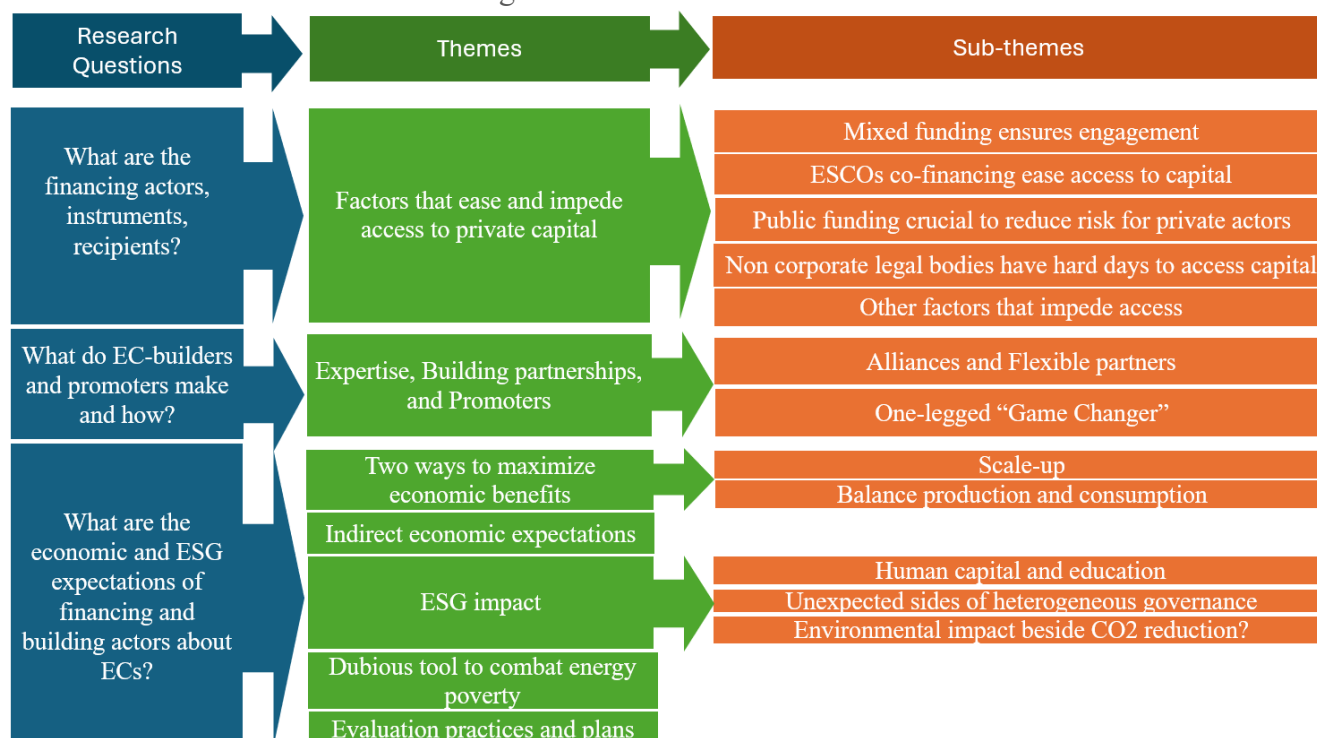 Research
Questions
Themes
Sub-themes
What are the
financing actors,
instruments,
recipients?
Factors that ease and impede
access to private capital
Mixed funding ensures engagement
ESCOs co-financing ease access to capital
Public funding crucial to reduce risk for private actors
Non corporate legal bodies have hard days to access capital
Other factors that impede access
What do EC-builders
and promoters make
and how?
Expertise, Building partnerships,
and Promoters
Alliances and Flexible partners
One-legged “Game Changer”
What are the
economic and ESG
expectations of
financing and
building actors about
ECs?
Two ways to maximize
economic benefits
Scale-up
Balance production and consumption
Indirect economic expectations
ESG impact
Human capital and education
Unexpected sides of heterogeneous governance
Environmental impact beside CO2 reduction?
Dubious tool to combat energy
poverty
Evaluation practices and plans